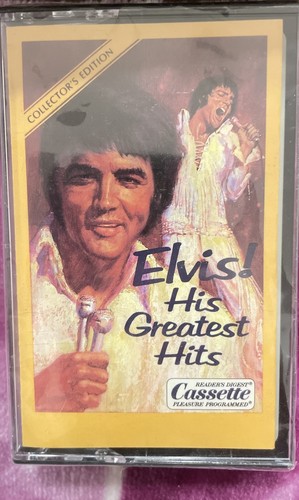 COLLECTOR'S EDITION
Elvis!
His
Greatest
Hits
READER'S DIGEST®
Cassette
PLEASURE PROGRAMMED®